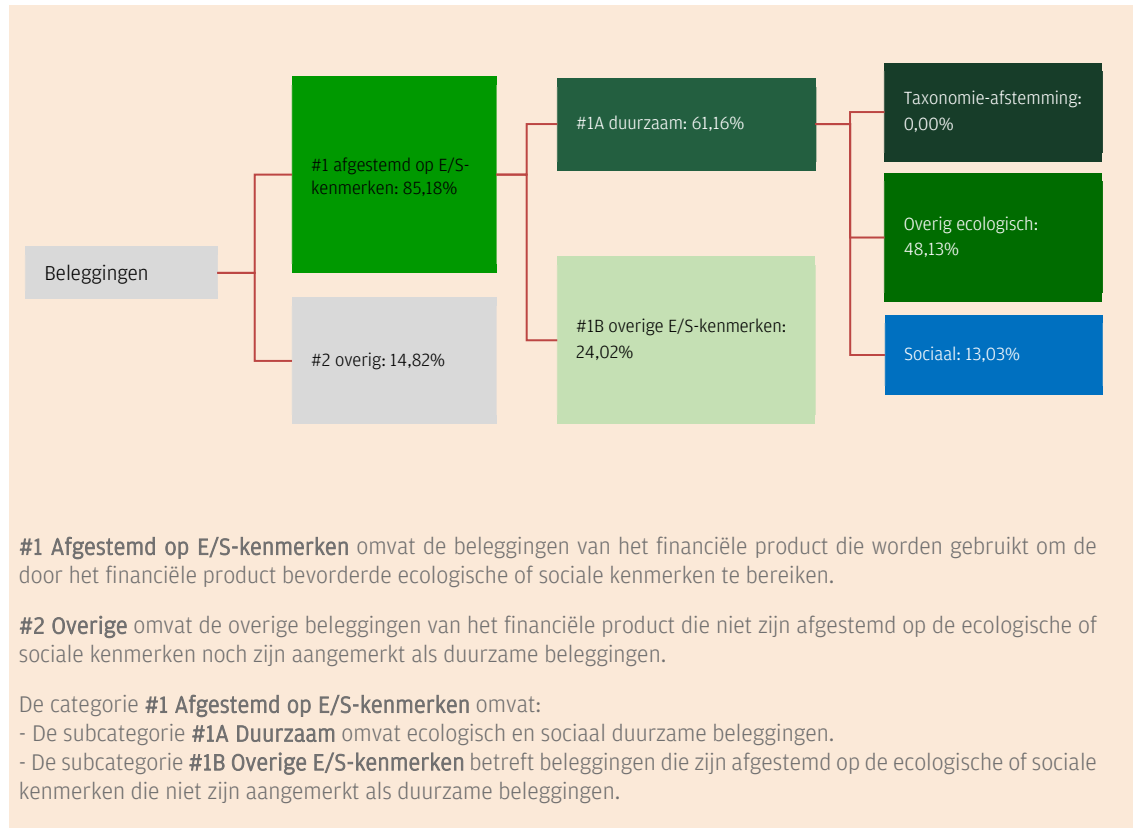 Beleggingen
#1 afgestemd op E/S-
kenmerken: 85,18%
#2 overig: 14,82%
#1A duurzaam: 61,16%
#1B overige E/S-kenmerken:
24,02%
Taxonomie-afstemming:
0,00%
Overig ecologisch:
48,13%
Sociaal: 13,03%
#1 Afgestemd op E/S-kenmerken omvat de beleggingen van het financiële product die worden gebruikt om de
door het financiële product bevorderde ecologische of sociale kenmerken te bereiken.
#2 Overige omvat de overige beleggingen van het financiële product die niet zijn afgestemd op de ecologische of
sociale kenmerken noch zijn aangemerkt als duurzame beleggingen.
De categorie #1 Afgestemd op E/S-kenmerken omvat:
- De subcategorie #1A Duurzaam omvat ecologisch en sociaal duurzame beleggingen.
- De subcategorie #1B Overige E/S-kenmerken betreft beleggingen die zijn afgestemd op de ecologische of sociale
kenmerken die niet zijn aangemerkt als duurzame beleggingen.